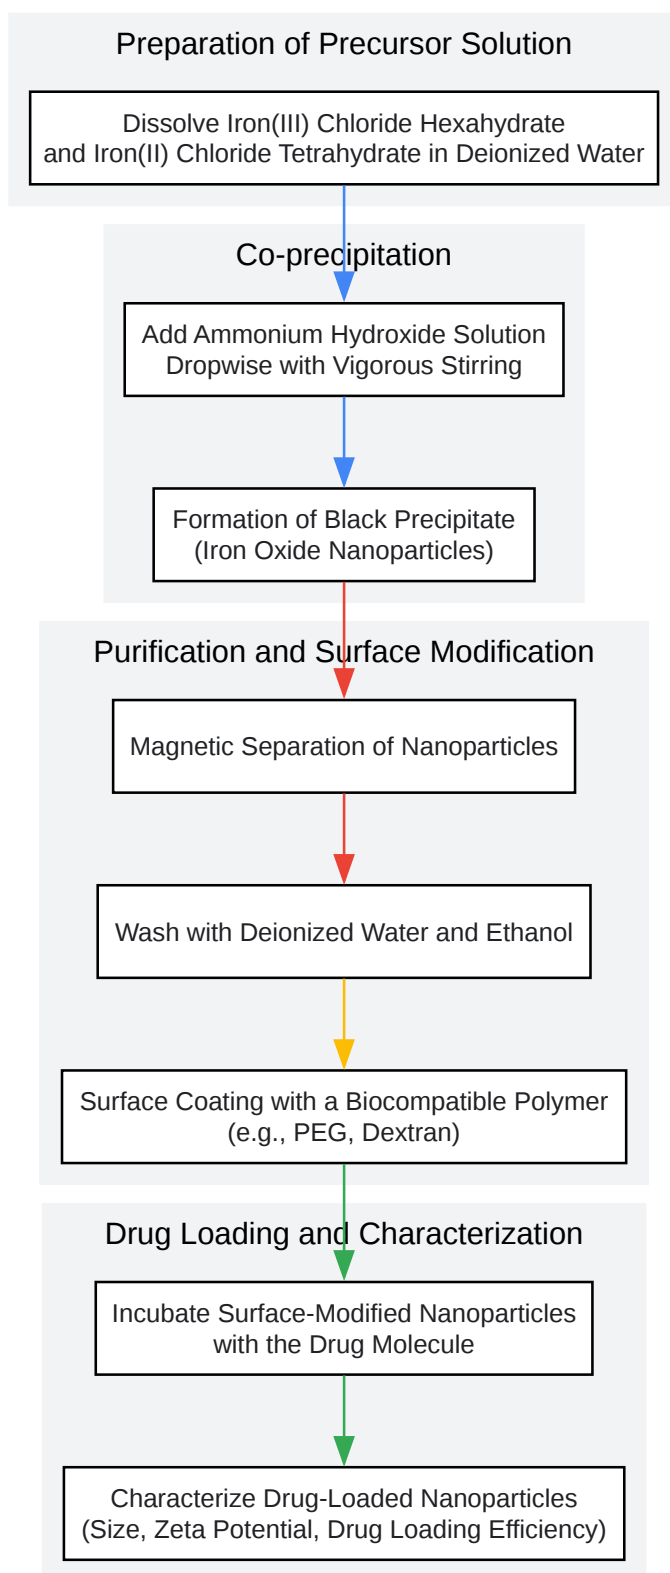 Preparation of Precursor Solution
Dissolve Iron(III) Chloride Hexahydrate
and Iron(II) Chloride Tetrahydrate in Deionized Water
Co-precipitation
Add Ammonium Hydroxide Solution
Dropwise with Vigorous Stirring
Formation of Black Precipitate
(Iron Oxide Nanoparticles)
Purification and Surface Modification
Magnetic Separation of Nanoparticles
Wash with Deionized Water and Ethanol
Surface Coating with a Biocompatible Polymer
(e.g., PEG, Dextran)
Drug Loading and Characterization
Incubate Surface-Modified Nanoparticles
with the Drug Molecule
Characterize Drug-Loaded Nanoparticles
(Size, Zeta Potential, Drug Loading Efficiency)